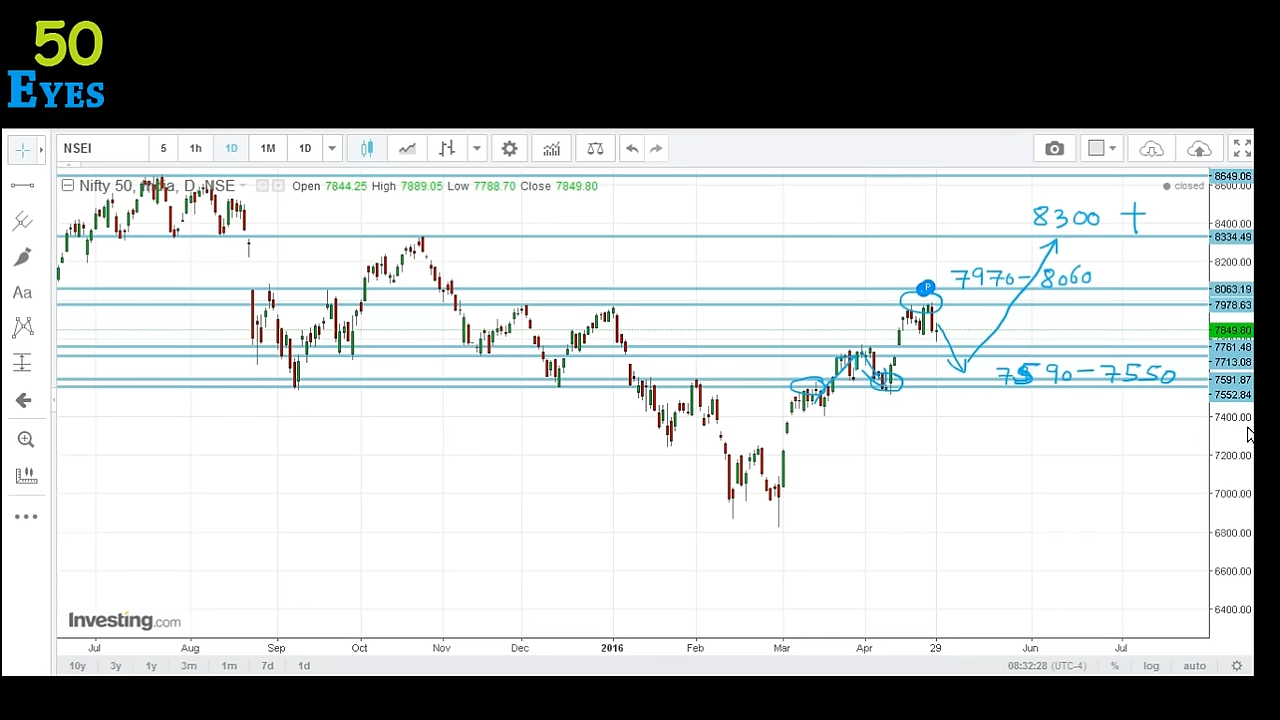 50
EYES
NSEI 5 1h 1D 1M 1D
Nifty 50, India, D, NSE Open 7844.25 High 7889.05 Low 7788.70 Close 7849.80
closed
8649.06
8600.00
8300 +
8400.00
8334.49
8200.00
7970-8060
8063.19
7978.63
P
7849.80
7761.48
7713.08
7590-7550
7591.87
7552.84
7400.00
7200.00
7000.00
6800.00
6600.00
6400.00
Aa
Investing.com
Jul Aug Sep Oct Nov Dec 2016 Feb Mar Apr 29 Jun Jul
10y 3y 1y 3m 1m 7d 1d 08:32:28 (UTC-4) % log auto